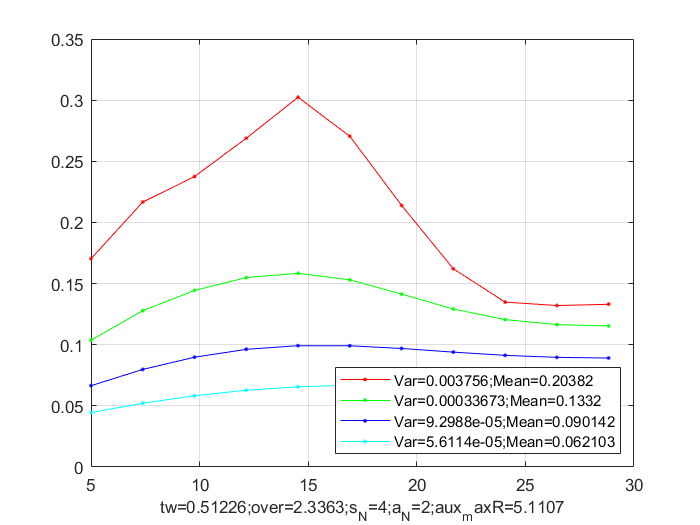 0.35
0.3
0.25
0.2
0.15
0.1
0.05
0
Var=0.003756;Mean=0.20382
Var=0.00033673;Mean=0.1332
Var=9.2988e-05;Mean=0.090142
Var=5.6114e-05;Mean=0.062103
5 10 15 20 25 30
tw=0.51226;over=2.3363;s_N=4;a_N=2;aux_maxR=5.1107